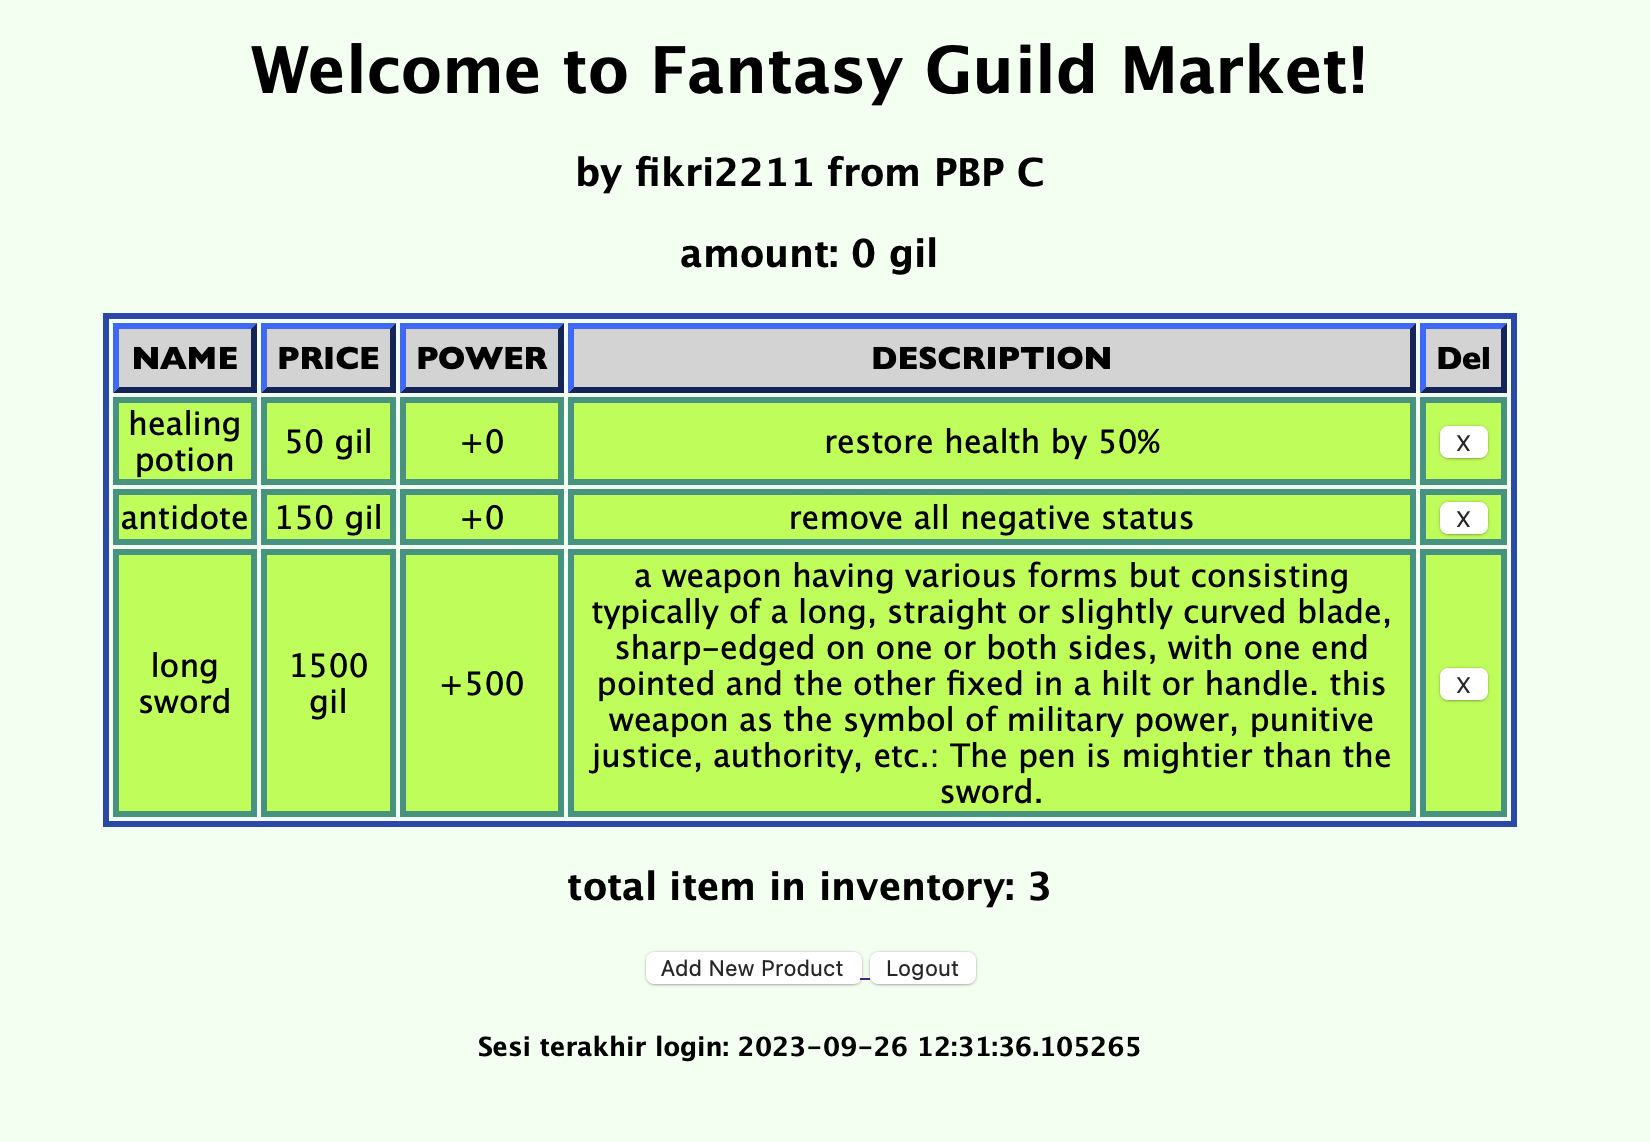 Welcome to Fantasy Guild Market!
by fikri2211 from PBP C
amount: 0 gil
NAME PRICE POWER DESCRIPTION Del
healing
potion
50 gil
+0
restore health by 50%
x
antidote
150 gil
+0
remove all negative status
x
long
sword
1500
gil
+500
a weapon having various forms but consisting
typically of a long, straight or slightly curved blade,
sharp-edged on one or both sides, with one end
pointed and the other fixed in a hilt or handle. this
weapon as the symbol of military power, punitive
justice, authority, etc.: The pen is mightier than the
sword.
x
total item in inventory: 3
Add New Product Logout
Sesi terakhir login: 2023-09-26 12:31:36.105265